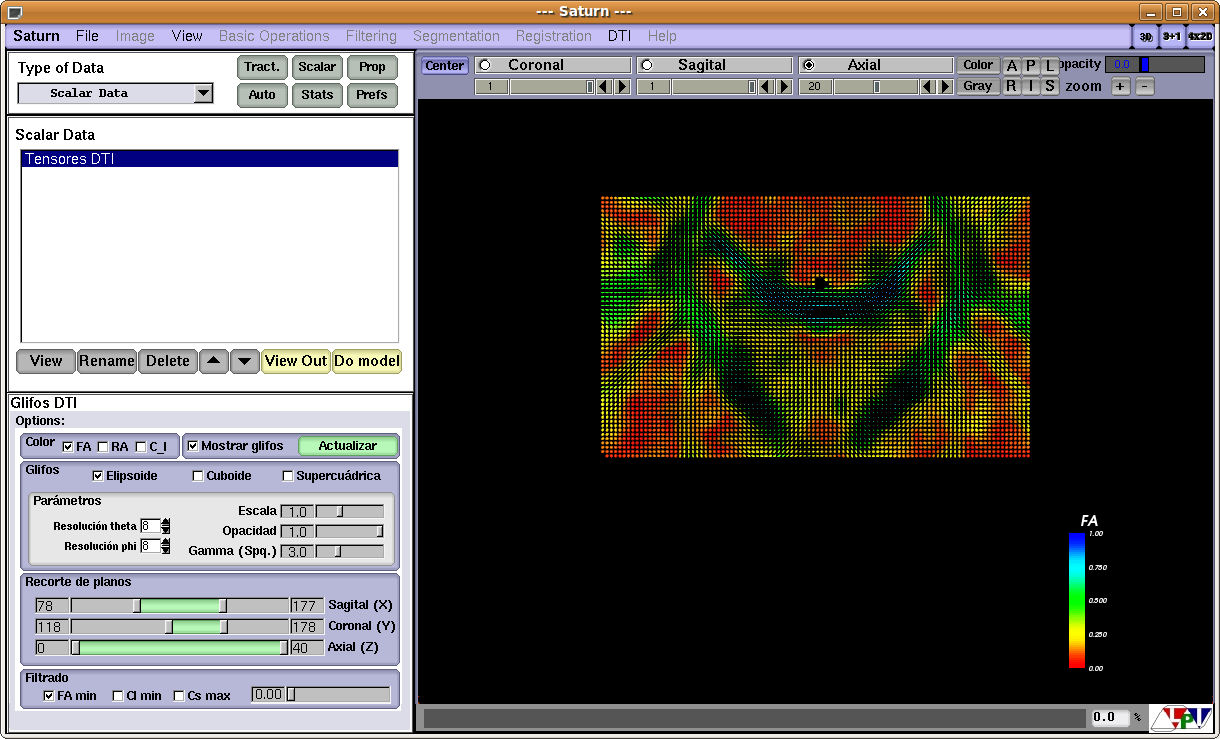 --- Saturn ---
Saturn File Image View Basic Operations Filtering Segmentation Registration DTI Help
3D 3+1 4x2D
Type of Data
Scalar Data
Tract. Scalar Prop
Auto Stats Prefs
Center Coronal Sagital Axial Color A P L opacity 0.0
1 1 20 Gray R I S zoom + -
Scalar Data
Tensores DTI
View Rename Delete View Out Do model
Glifos DTI
Options:
Color FA RA C_l Mostrar glifos Actualizar
Glifos
Elipsoide Cuboide Supercuádrica
Parámetros
Escala 1.0
Resolución theta 8
Opacidad 1.0
Resolución phi 8
Gamma (Spq.) 3.0
Recorte de planos
78 177 Sagital (X)
118 178 Coronal (Y)
0 40 Axial (Z)
Filtrado
FA min Cl min Cs max 0.00
FA
1.00
0.750
0.500
0.250
0.00
0.0 %
LPI